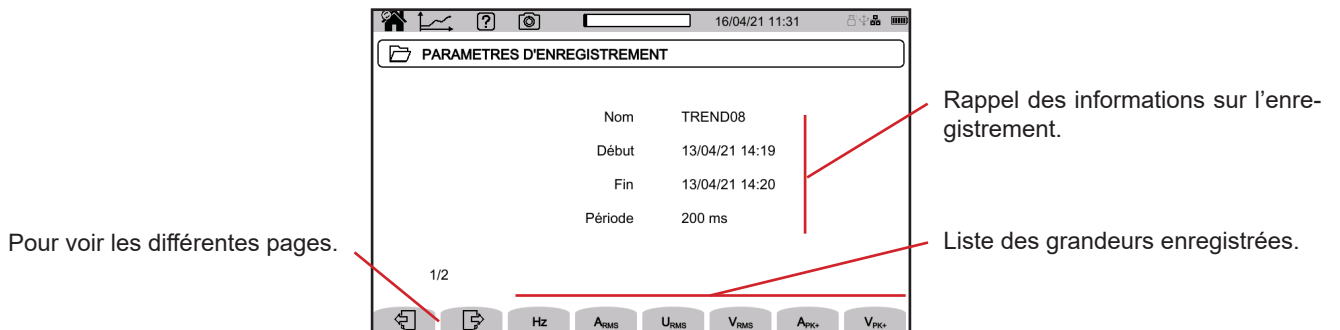 16/04/21 11:31
PARAMETRES D'ENREGISTREMENT
Nom TREND08
Début 13/04/21 14:19
Fin 13/04/21 14:20
Période 200 ms
Rappel des informations sur l’enre-
gistrement.
Pour voir les différentes pages.
Liste des grandeurs enregistrées.
1/2
Hz ARMS URMS VRMS APK+ VPK+